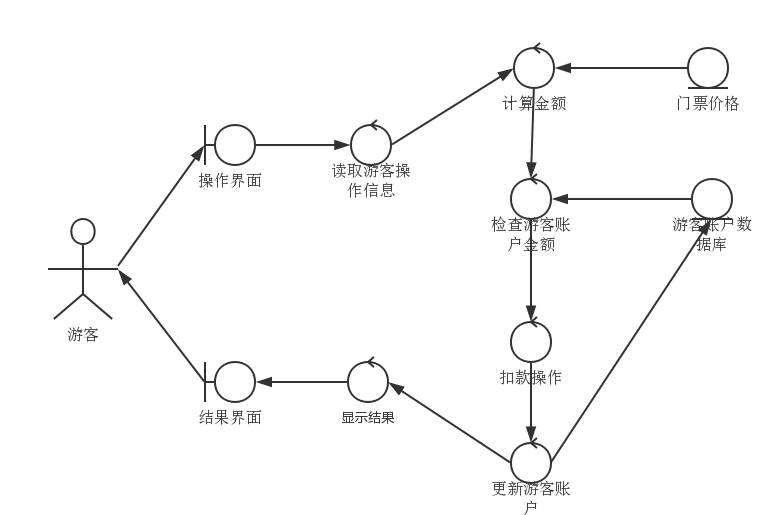 计算金额
门票价格
操作界面
读取游客操
作信息
检查游客账
户金额
游客账户数
据库
游客
扣款操作
结果界面
显示结果
更新游客账
户